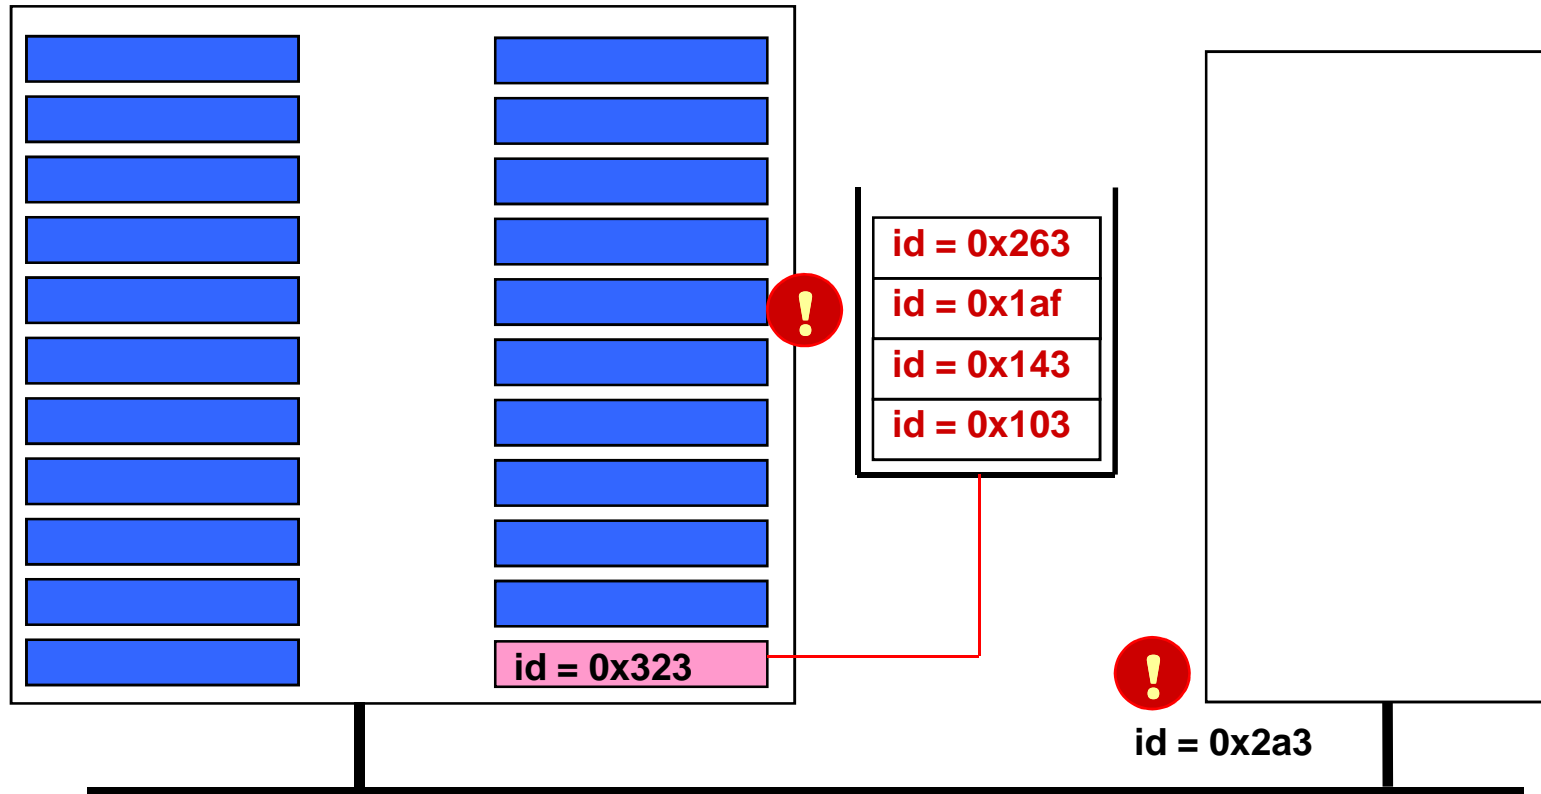 id = 0x263
id = 0x1af
id = 0x143
id = 0x103
id = 0x323
!
!
id = 0x2a3